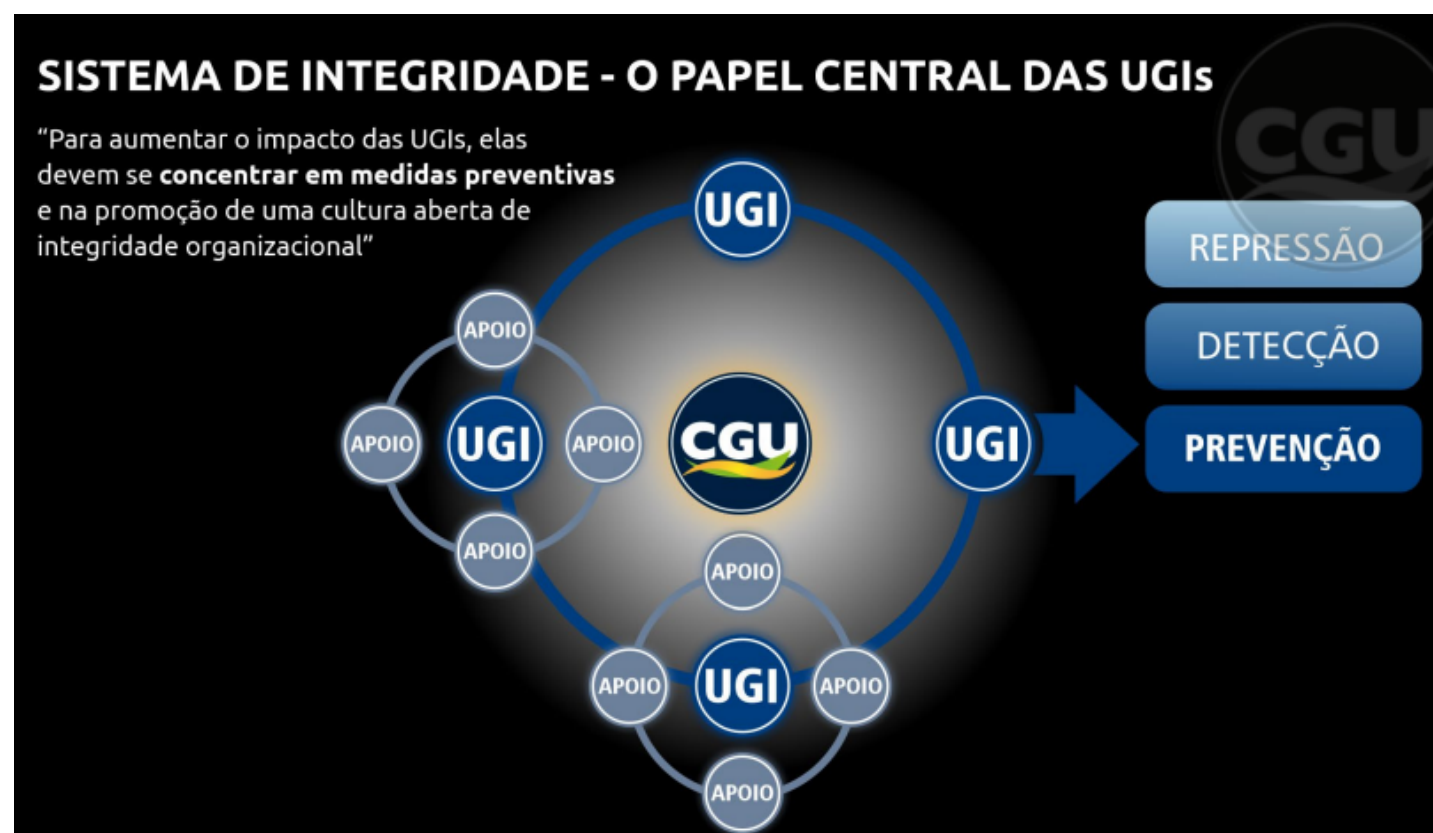 SISTEMA DE INTEGRIDADE - O PAPEL CENTRAL DAS UGIs
“Para aumentar o impacto das UGIs, elas
devem se concentrar em medidas preventivas
e na promoção de uma cultura aberta de
integridade organizacional”
CGU
UGI
REPRESSÃO
APOIO
DETECÇÃO
APOIO
UGI
APOIO
CGU
UGI
PREVENÇÃO
APOIO
APOIO
APOIO
UGI
APOIO
APOIO